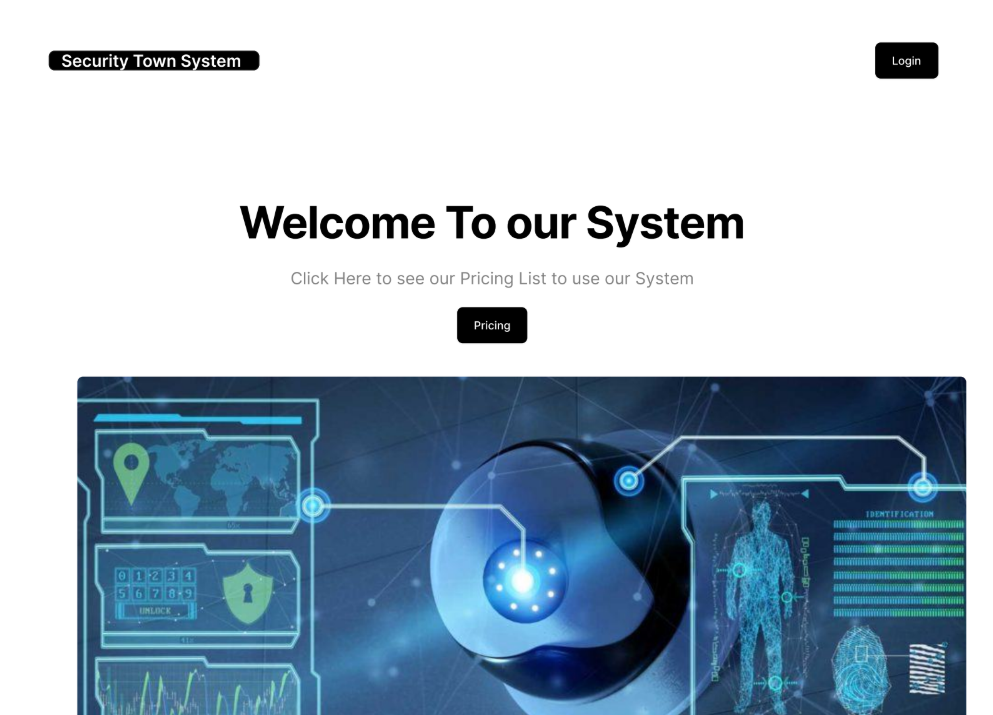 Security Town System
Login
Welcome To our System
Click Here to see our Pricing List to use our System
Pricing
IDENTIFICATION
0 1 2 3 4
5 6 7 8 9
UNLOCK